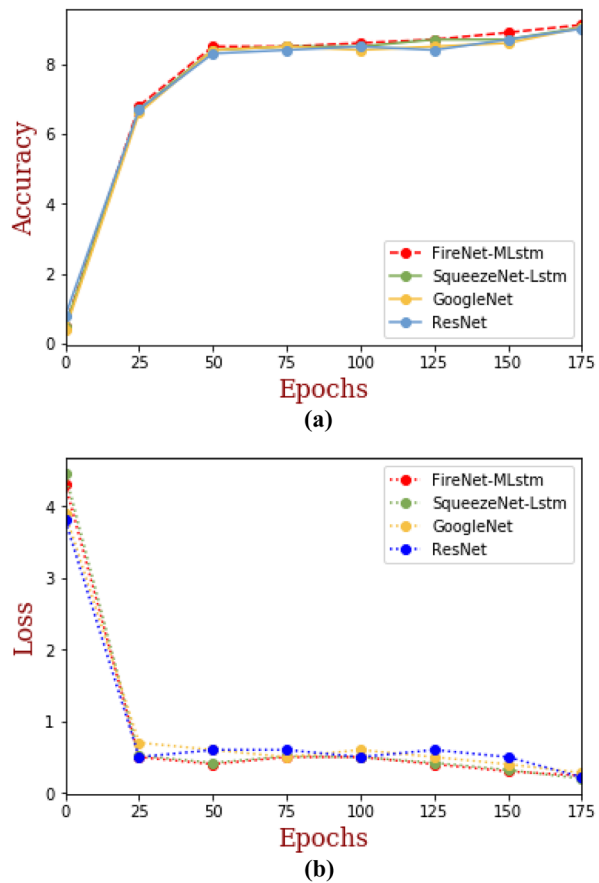 8
6
4
2
0
Accuracy
FireNet-MLstm
SqueezeNet-Lstm
GoogleNet
ResNet
0 25 50 75 100 125 150 175
Epochs
(a)
4
3
2
1
0
Loss
FireNet-MLstm
SqueezeNet-Lstm
GoogleNet
ResNet
0 25 50 75 100 125 150 175
Epochs
(b)